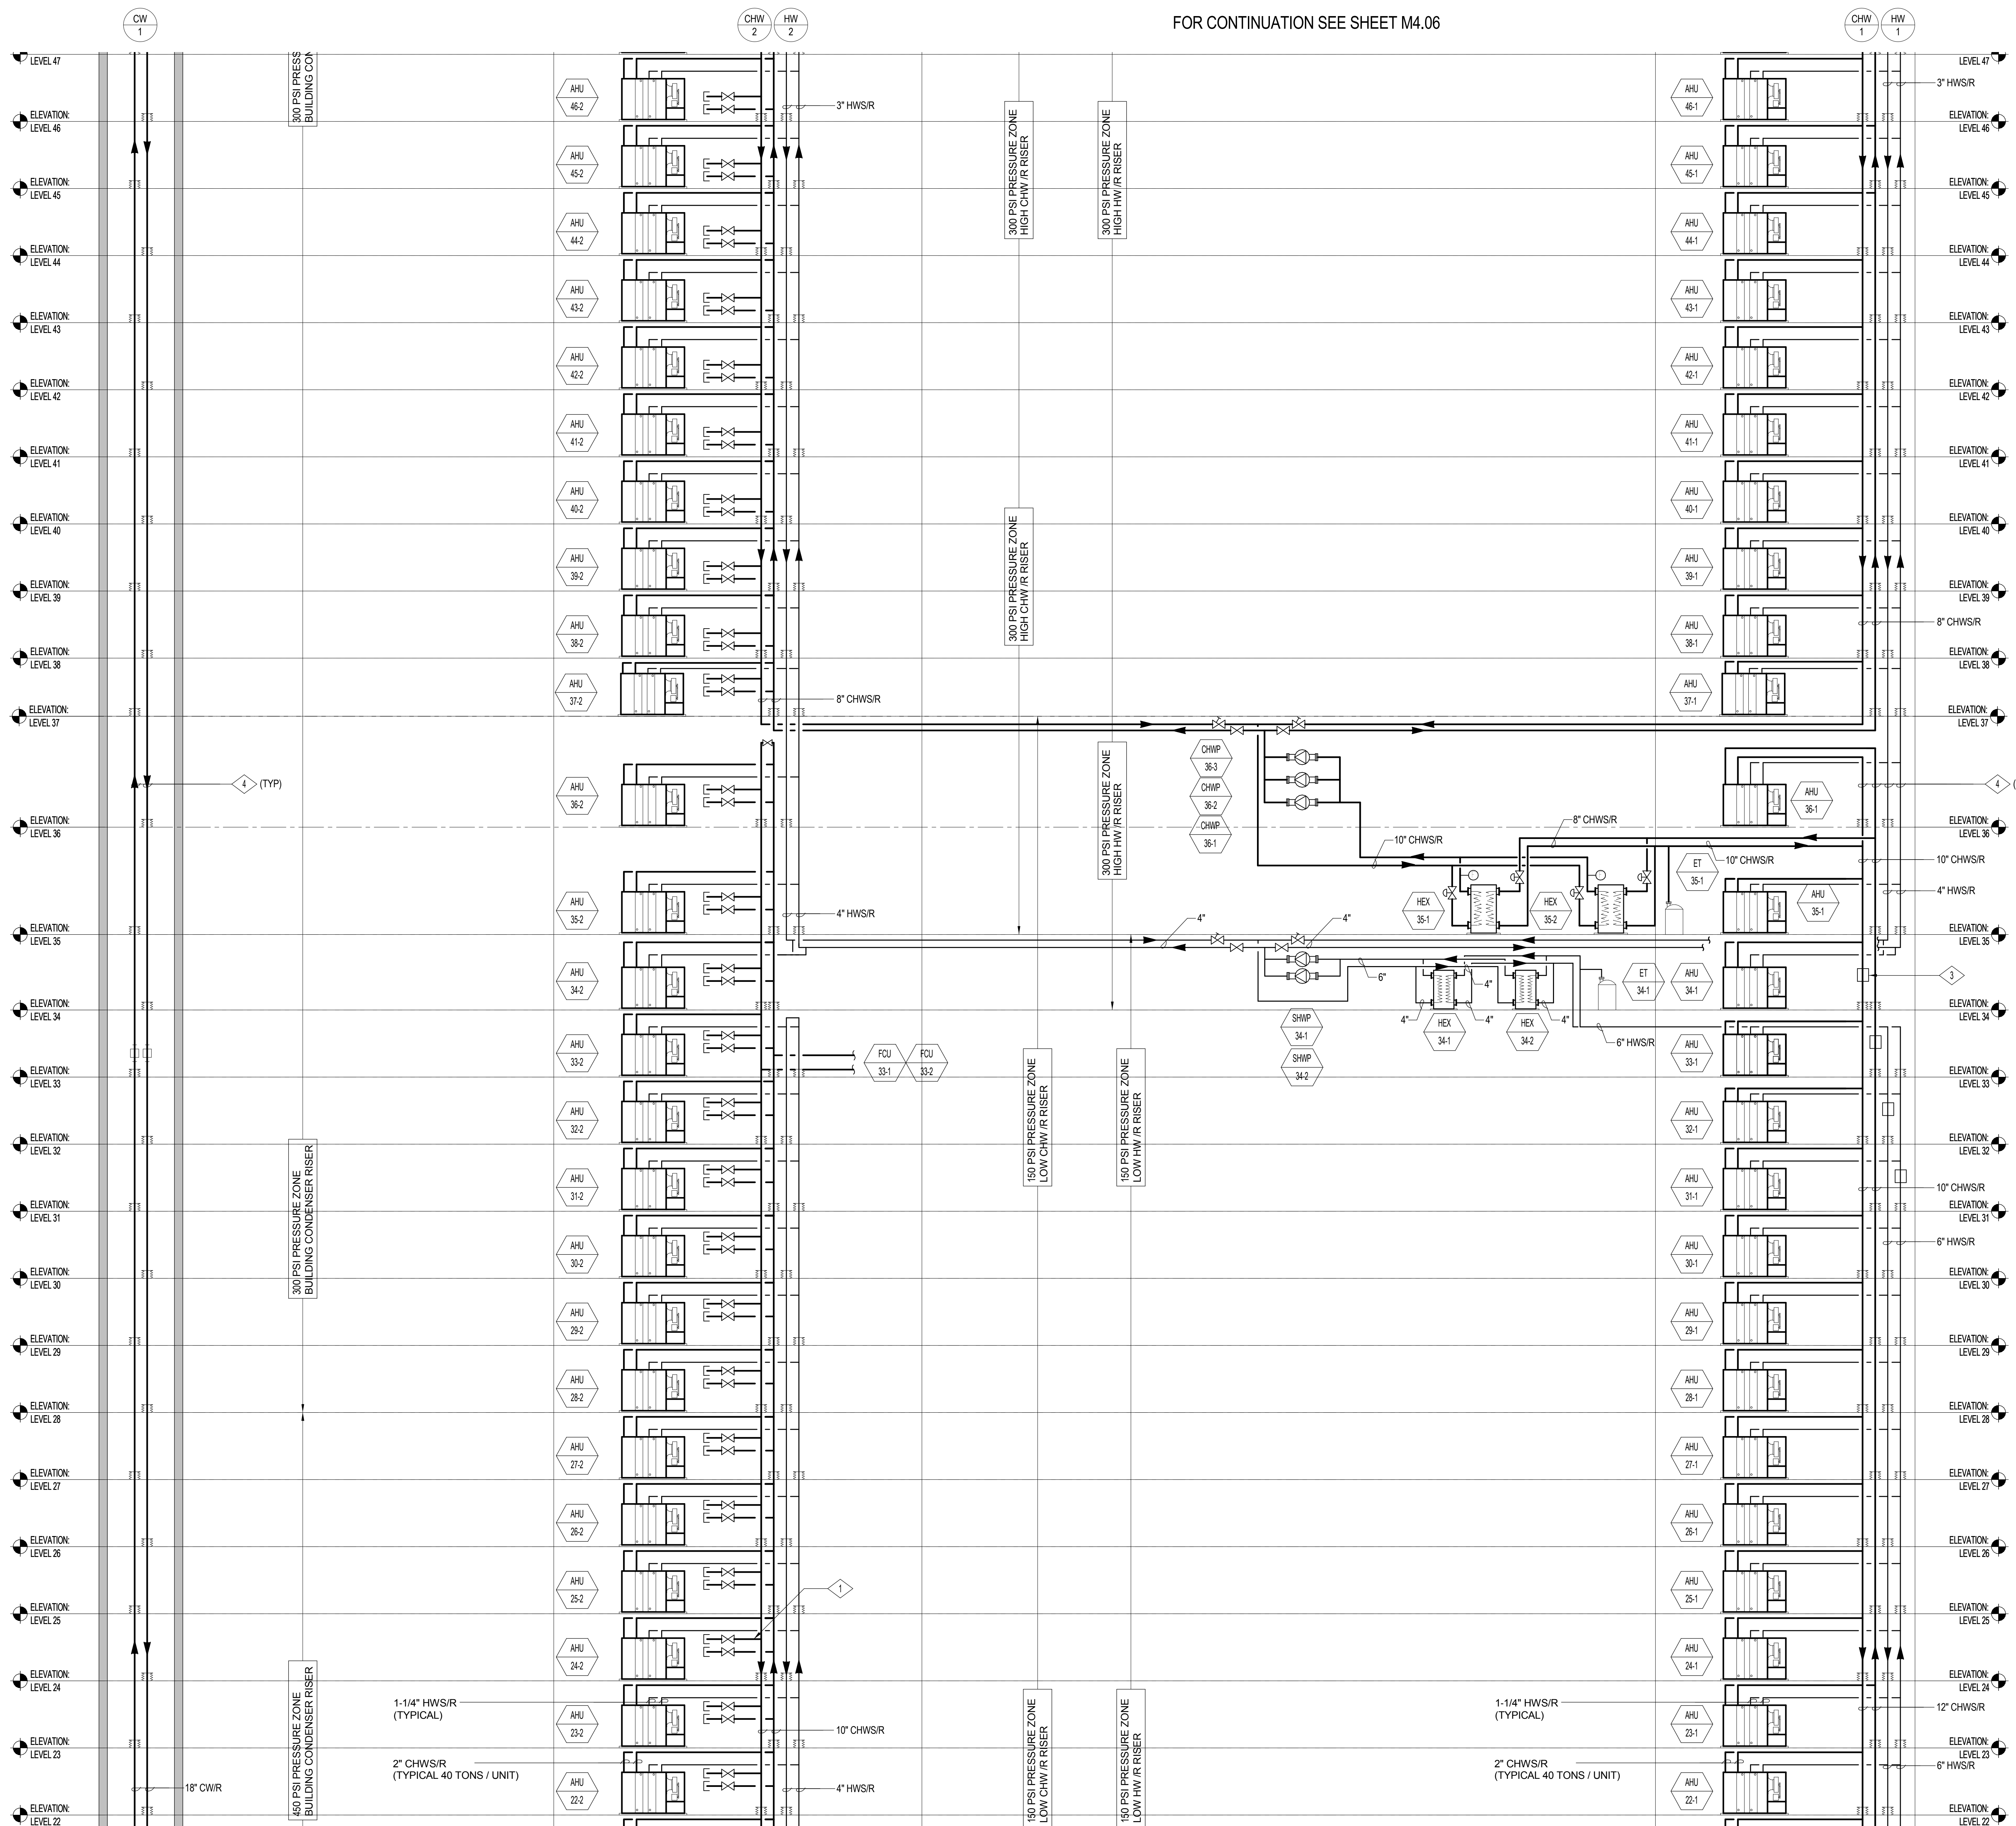 CW
1
CHW
2
HW
2
FOR CONTINUATION SEE SHEET M4.06
CHW
1
HW
1
LEVEL 47
ELEVATION:
LEVEL 46
ELEVATION:
LEVEL 45
ELEVATION:
LEVEL 44
ELEVATION:
LEVEL 43
ELEVATION:
LEVEL 42
ELEVATION:
LEVEL 41
ELEVATION:
LEVEL 40
ELEVATION:
LEVEL 39
ELEVATION:
LEVEL 38
ELEVATION:
LEVEL 37
ELEVATION:
LEVEL 36
ELEVATION:
LEVEL 35
ELEVATION:
LEVEL 34
ELEVATION:
LEVEL 33
ELEVATION:
LEVEL 32
ELEVATION:
LEVEL 31
ELEVATION:
LEVEL 30
ELEVATION:
LEVEL 29
ELEVATION:
LEVEL 28
ELEVATION:
LEVEL 27
ELEVATION:
LEVEL 26
ELEVATION:
LEVEL 25
ELEVATION:
LEVEL 24
ELEVATION:
LEVEL 23
ELEVATION:
LEVEL 22
4
(TYP)
18" CW/R
300 PSI PRESS
BUILDING CON
300 PSI PRESSURE ZONE
BUILDING CONDENSER RISER
450 PSI PRESSURE ZONE
BUILDING CONDENSER RISER
1-1/4" HWS/R
(TYPICAL)
2" CHWS/R
(TYPICAL 40 TONS / UNIT)
AHU
46-2
AHU
45-2
AHU
44-2
AHU
43-2
AHU
42-2
AHU
41-2
AHU
40-2
AHU
39-2
AHU
38-2
AHU
37-2
AHU
36-2
AHU
35-2
AHU
34-2
AHU
33-2
AHU
32-2
AHU
31-2
AHU
30-2
AHU
29-2
AHU
28-2
AHU
27-2
AHU
26-2
AHU
25-2
AHU
24-2
AHU
23-2
AHU
22-2
3" HWS/R
8" CHWS/R
4" HWS/R
FCU
33-1
FCU
33-2
1
10" CHWS/R
4" HWS/R
300 PSI PRESSURE ZONE
HIGH CHW /R RISER
300 PSI PRESSURE ZONE
HIGH HW /R RISER
300 PSI PRESSURE ZONE
HIGH CHW /R RISER
300 PSI PRESSURE ZONE
HIGH HW /R RISER
150 PSI PRESSURE ZONE
LOW CHW /R RISER
150 PSI PRESSURE ZONE
LOW HW /R RISER
150 PSI PRESSURE ZONE
LOW CHW /R RISER
150 PSI PRESSURE ZONE
LOW HW /R RISER
CHWP
36-3
CHWP
36-2
CHWP
36-1
10" CHWS/R
8" CHWS/R
10" CHWS/R
HEX
35-1
HEX
35-2
ET
35-1
4"
4"
6"
4"
4"
4"
4"
HEX
34-1
HEX
34-2
ET
34-1
SHWP
34-1
SHWP
34-2
6" HWS/R
1-1/4" HWS/R
(TYPICAL)
2" CHWS/R
(TYPICAL 40 TONS / UNIT)
AHU
46-1
AHU
45-1
AHU
44-1
AHU
43-1
AHU
42-1
AHU
41-1
AHU
40-1
AHU
39-1
AHU
38-1
AHU
37-1
AHU
36-1
AHU
35-1
AHU
34-1
AHU
33-1
AHU
32-1
AHU
31-1
AHU
30-1
AHU
29-1
AHU
28-1
AHU
27-1
AHU
26-1
AHU
25-1
AHU
24-1
AHU
23-1
AHU
22-1
LEVEL 47
3" HWS/R
ELEVATION:
LEVEL 46
ELEVATION:
LEVEL 45
ELEVATION:
LEVEL 44
ELEVATION:
LEVEL 43
ELEVATION:
LEVEL 42
ELEVATION:
LEVEL 41
ELEVATION:
LEVEL 40
ELEVATION:
LEVEL 39
8" CHWS/R
ELEVATION:
LEVEL 38
ELEVATION:
LEVEL 37
4
(
ELEVATION:
LEVEL 36
10" CHWS/R
4" HWS/R
ELEVATION:
LEVEL 35
3
ELEVATION:
LEVEL 34
ELEVATION:
LEVEL 33
ELEVATION:
LEVEL 32
10" CHWS/R
ELEVATION:
LEVEL 31
6" HWS/R
ELEVATION:
LEVEL 30
ELEVATION:
LEVEL 29
ELEVATION:
LEVEL 28
ELEVATION:
LEVEL 27
ELEVATION:
LEVEL 26
ELEVATION:
LEVEL 25
ELEVATION:
LEVEL 24
12" CHWS/R
ELEVATION:
LEVEL 23
6" HWS/R
ELEVATION:
LEVEL 22